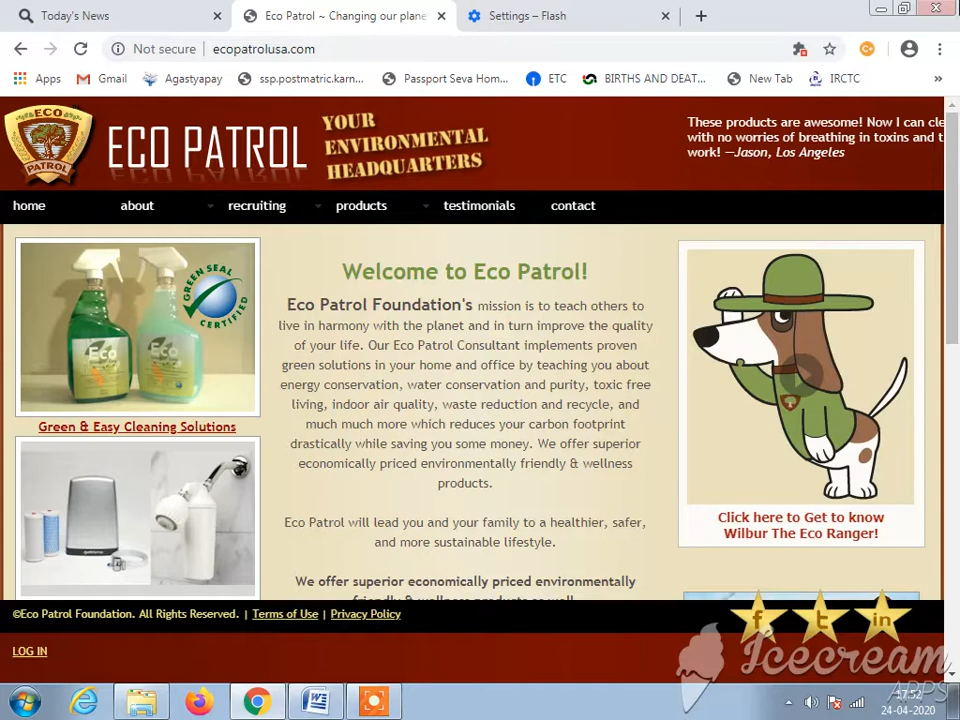 Today's News
Eco Patrol ~ Changing our plane
Settings – Flash
Not secure
ecopatrolusa.com
Apps
Gmail
Agastyapay
ssp.postmatric.karn...
Passport Seva Hom...
ETC
BIRTHS AND DEAT...
New Tab
IRCTC
»
ECO
PATROL
ECO PATROL
YOUR
ENVIRONMENTAL
HEADQUARTERS
These products are awesome! Now I can cle
with no worries of breathing in toxins and t
work! —Jason, Los Angeles
home
about
recruiting
products
testimonials
contact
GREEN SEAL
CERTIFIED
Eco
Eco
Green & Easy Cleaning Solutions
Welcome to Eco Patrol!
Eco Patrol Foundation's mission is to teach others to
live in harmony with the planet and in turn improve the quality
of your life. Our Eco Patrol Consultant implements proven
green solutions in your home and office by teaching you about
energy conservation, water conservation and purity, toxic free
living, indoor air quality, waste reduction and recycle, and
much much more which reduces your carbon footprint
drastically while saving you some money. We offer superior
economically priced environmentally friendly & wellness
products.
Eco Patrol will lead you and your family to a healthier, safer,
and more sustainable lifestyle.
We offer superior economically priced environmentally
friendly & wellness products as well
Click here to Get to know
Wilbur The Eco Ranger!
©Eco Patrol Foundation. All Rights Reserved. | Terms of Use | Privacy Policy
f
t
in
LOG IN
Icecream
APPS
17:52
24-04-2020